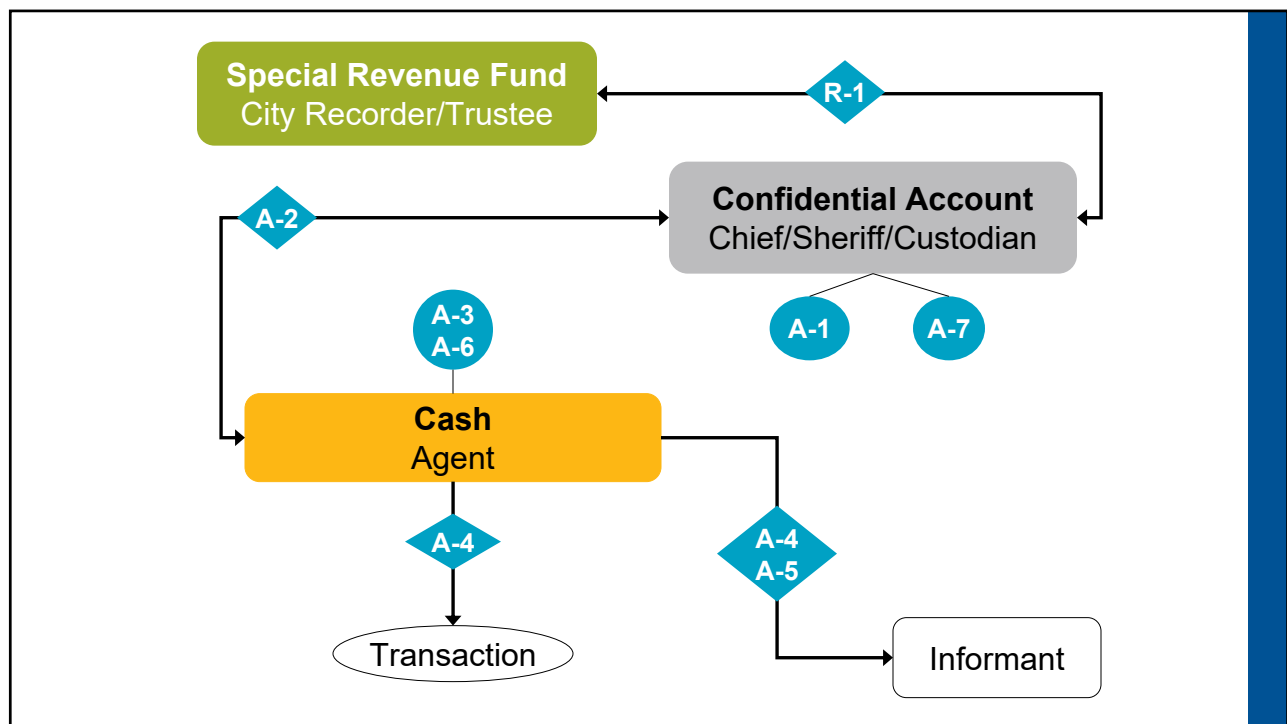 Special Revenue Fund
City Recorder/Trustee
R-1
Confidential Account
Chief/Sheriff/Custodian
A-2
A-3
A-6
A-1
A-7
Cash
Agent
A-4
A-4
A-5
Transaction
Informant